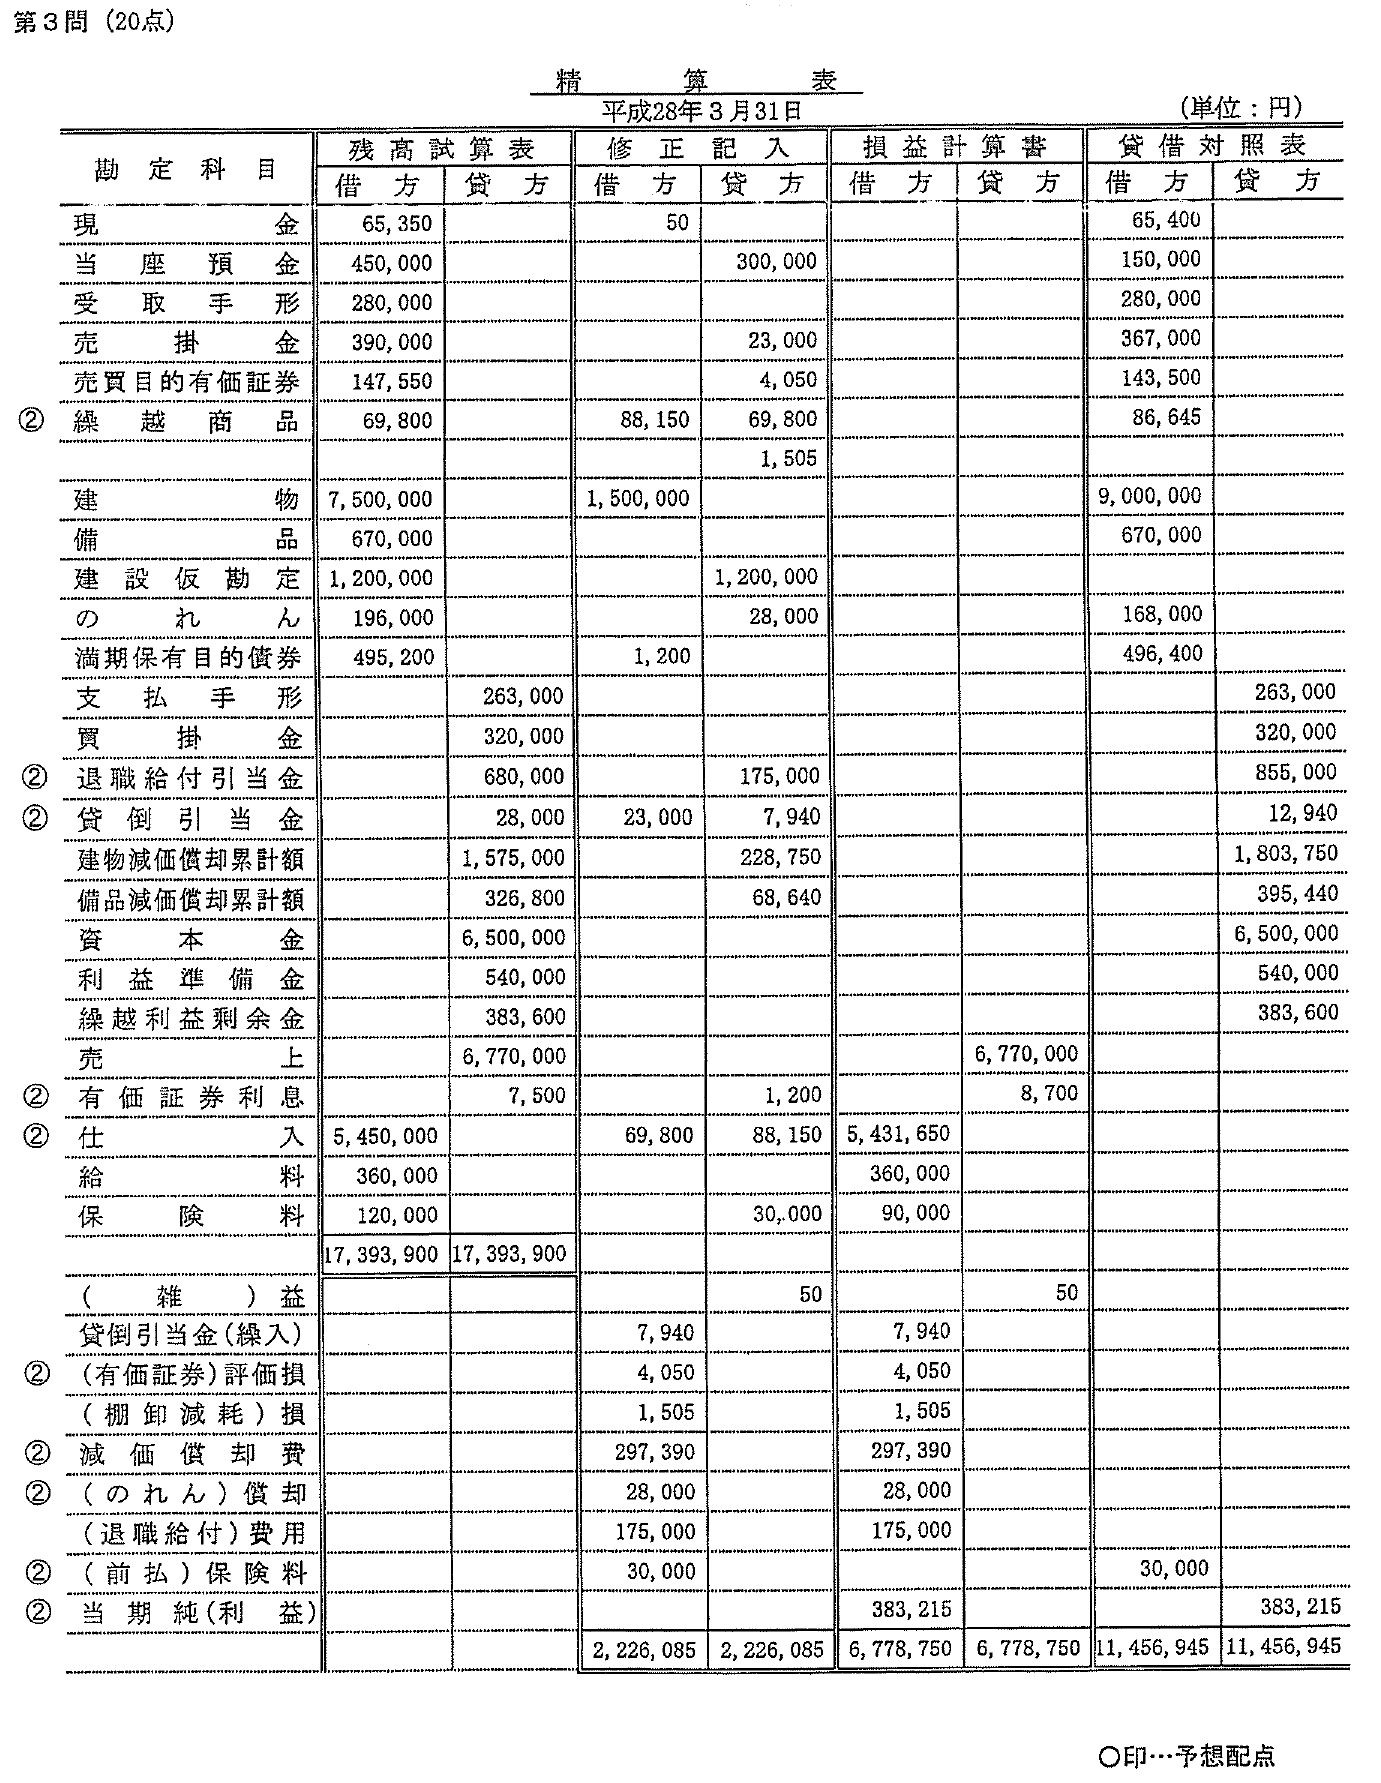 第３問（20点）
精算表
平成28年３月31日
（単位：円）
勘定科目 残高試算表 修正記入 損益計算書 貸借対照表
借方 貸方 借方 貸方 借方 貸方 借方 貸方
現金 65,350 50 65,400
当座預金 450,000 300,000 150,000
受取手形 280,000 280,000
売掛金 390,000 23,000 367,000
売買目的有価証券 147,550 4,050 143,500
② 繰越商品 69,800 88,150 69,800 86,645
1,505
建物 7,500,000 1,500,000 9,000,000
備品 670,000 670,000
建設仮勘定 1,200,000 1,200,000
のれん 196,000 28,000 168,000
満期保有目的債券 495,200 1,200 496,400
支払手形 263,000 263,000
買掛金 320,000 320,000
② 退職給付引当金 680,000 175,000 855,000
② 貸倒引当金 28,000 23,000 7,940 12,940
建物減価償却累計額 1,575,000 228,750 1,803,750
備品減価償却累計額 326,800 68,640 395,440
資本金 6,500,000 6,500,000
利益準備金 540,000 540,000
繰越利益剰余金 383,600 383,600
売上 6,770,000 6,770,000
② 有価証券利息 7,500 1,200 8,700
② 仕入 5,450,000 69,800 88,150 5,431,650
給料 360,000 360,000
保険料 120,000 30,000 90,000
17,393,900 17,393,900
（雑）益 50 50
貸倒引当金（繰入） 7,940 7,940
② （有価証券）評価損 4,050 4,050
（棚卸減耗）損 1,505 1,505
② 減価償却費 297,390 297,390
② （のれん）償却 28,000 28,000
（退職給付）費用 175,000 175,000
② （前払）保険料 30,000 30,000
② 当期純（利益） 383,215 383,215
2,226,085 2,226,085 6,778,750 6,778,750 11,456,945 11,456,945
○印…予想配点